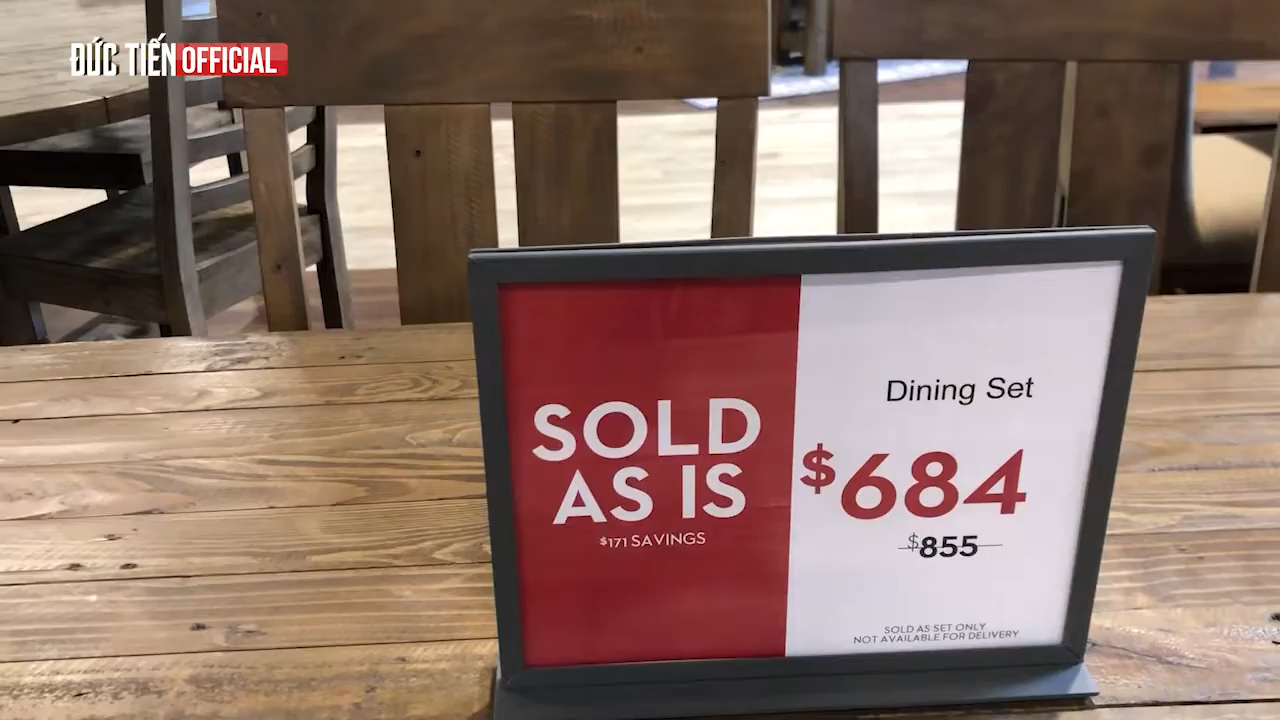 ĐỨC TIẾN OFFICIAL
SOLD
AS IS
$171 SAVINGS
Dining Set
$684
$855
SOLD AS SET ONLY
NOT AVAILABLE FOR DELIVERY